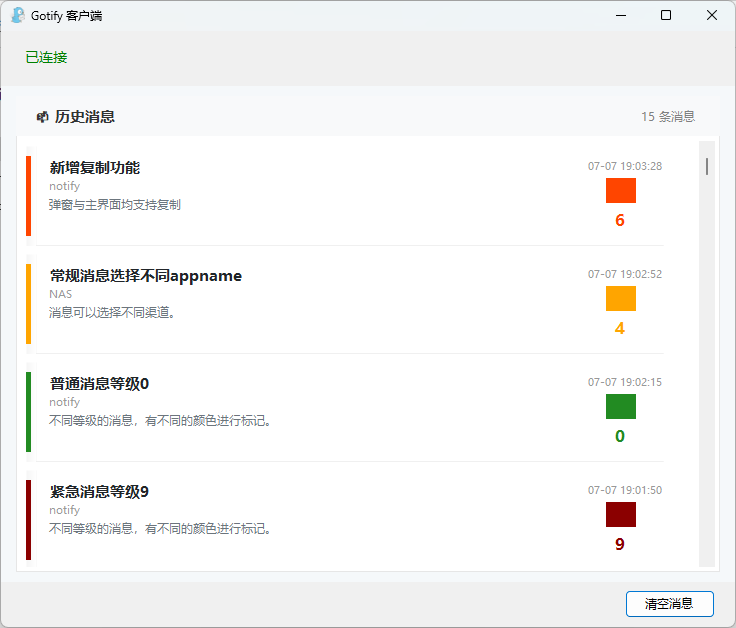 Gotify 客户端
已连接
历史消息
15 条消息
新增复制功能
07-07 19:03:28
notify
弹窗与主界面均支持复制
6
常规消息选择不同appname
07-07 19:02:52
NAS
消息可以选择不同渠道。
4
普通消息等级0
07-07 19:02:15
notify
不同等级的消息，有不同的颜色进行标记。
0
紧急消息等级9
07-07 19:01:50
notify
不同等级的消息，有不同的颜色进行标记。
9
清空消息